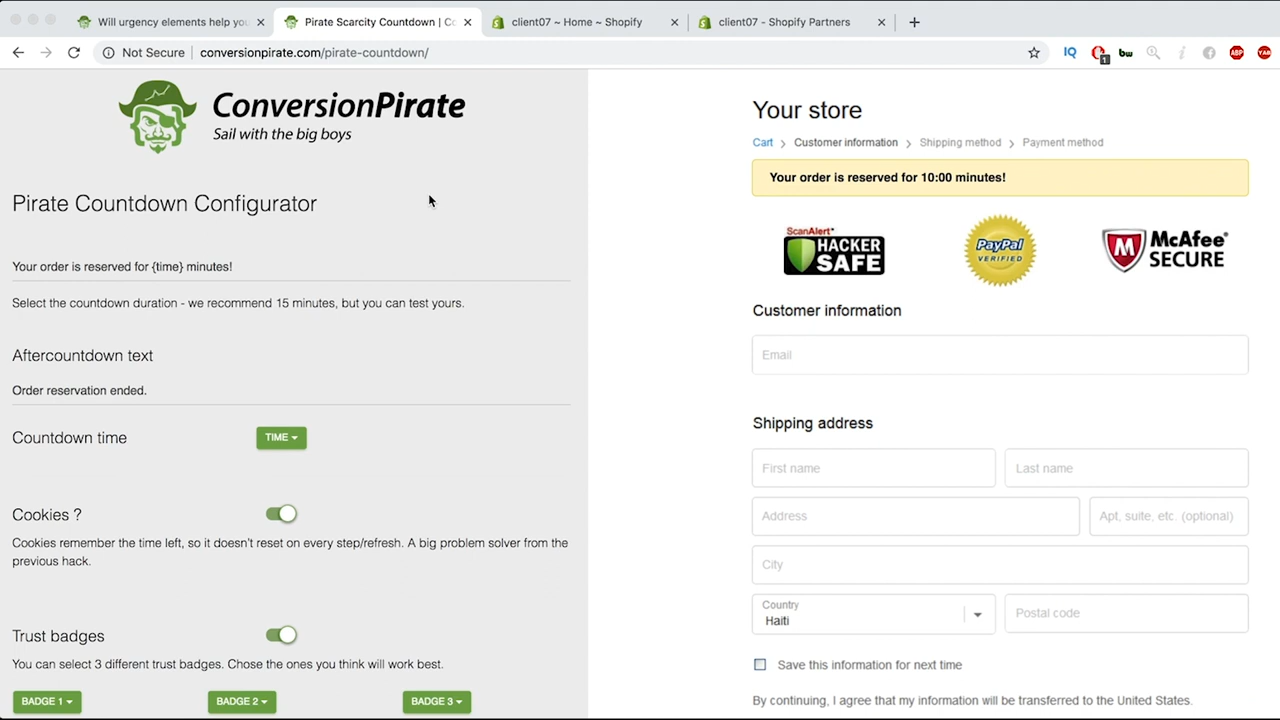 Will urgency elements help you
Pirate Scarcity Countdown | Co
client07 ~ Home ~ Shopify
client07 - Shopify Partners
Not Secure
conversionpirate.com/pirate-countdown/
IQ
1
bw
ABP
YAB
ConversionPirate
Sail with the big boys
Pirate Countdown Configurator
Your order is reserved for {time} minutes!
Select the countdown duration - we recommend 15 minutes, but you can test yours.
Aftercountdown text
Order reservation ended.
Countdown time
TIME
Cookies ?
Cookies remember the time left, so it doesn't reset on every step/refresh. A big problem solver from the
previous hack.
Trust badges
You can select 3 different trust badges. Chose the ones you think will work best.
BADGE 1
BADGE 2
BADGE 3
Your store
Cart > Customer information > Shipping method > Payment method
Your order is reserved for 10:00 minutes!
ScanAlert
HACKER
SAFE
PayPal
VERIFIED
McAfee
SECURE
Customer information
Email
Shipping address
First name
Last name
Address
Apt, suite, etc. (optional)
City
Country
Haiti
Postal code
Save this information for next time
By continuing, I agree that my information will be transferred to the United States.